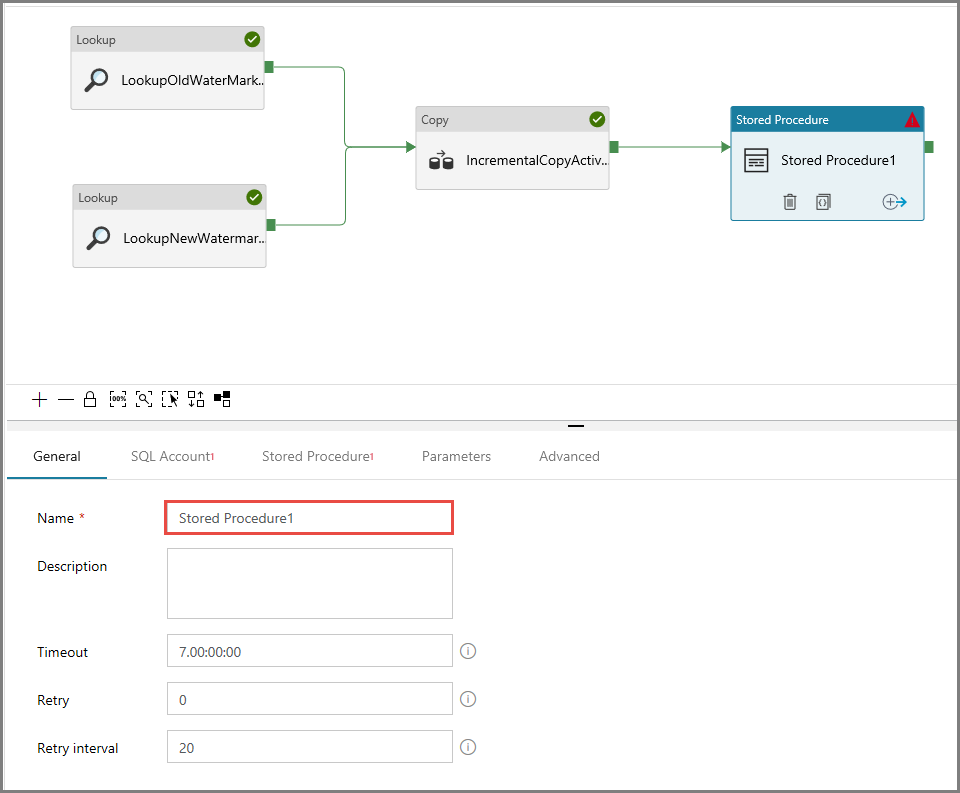 Lookup
LookupOldWaterMark..
Lookup
LookupNewWatermar..
Copy
IncrementalCopyActiv..
Stored Procedure
Stored Procedure1
100%
General
SQL Account1
Stored Procedure1
Parameters
Advanced
Name *
Stored Procedure1
Description
Timeout
7.00:00:00
Retry
0
Retry interval
20